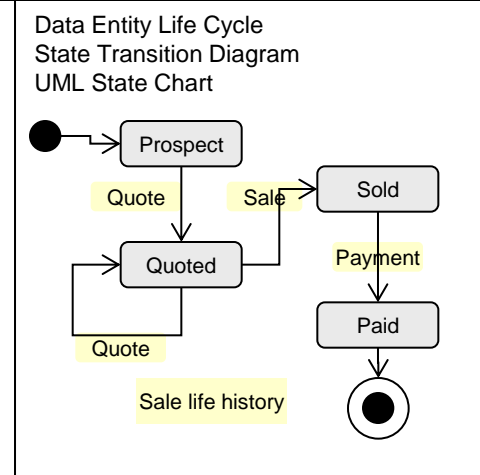 Data Entity Life Cycle
State Transition Diagram
UML State Chart
Prospect
Quote
Sale
Sold
Quoted
Payment
Quote
Paid
Sale life history